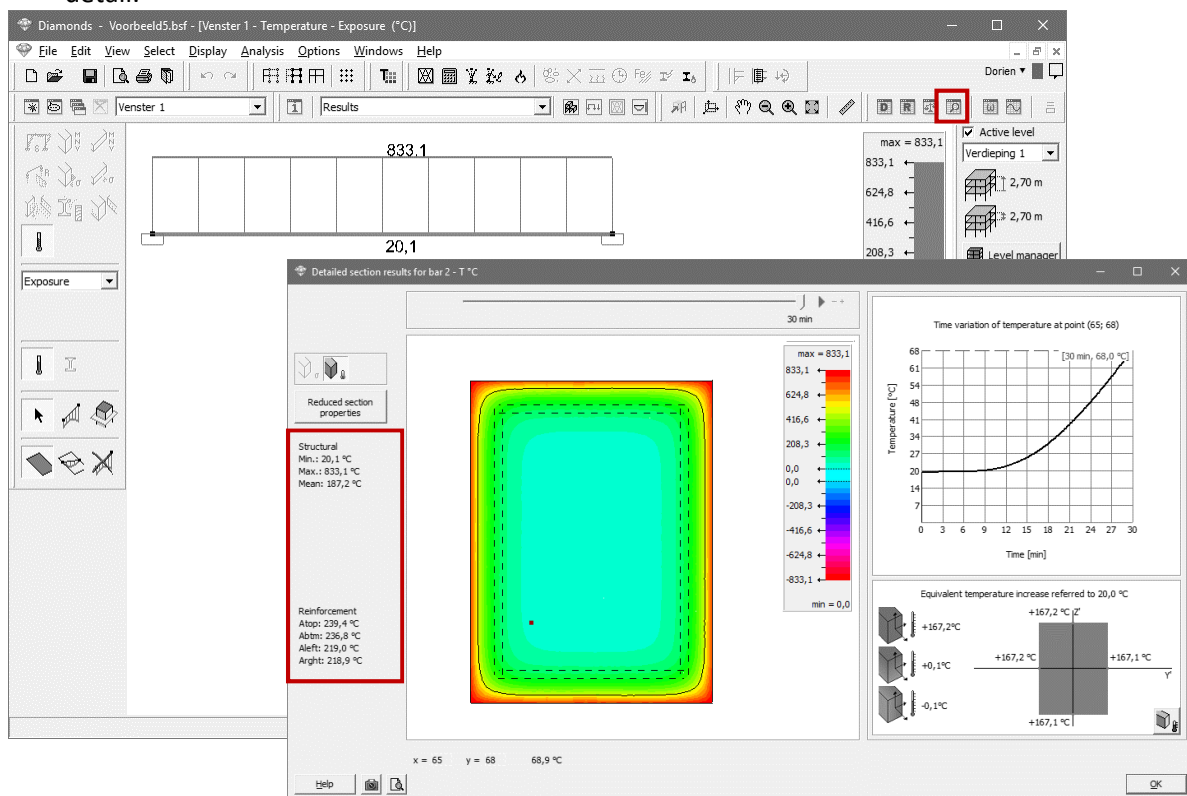 detail.
Diamonds - Voorbeeld5.bsf - [Venster 1 - Temperature - Exposure (°C)]
File Edit View Select Display Analysis Options Windows Help
Dorien
Venster 1
Results
833.1
20,1
max = 833,1
833,1
624,8
416,6
208,3
Active level
Verdieping 1
2,70 m
2,70 m
Level manager
Exposure
Detailed section results for bar 2 - T °C
30 min
Reduced section
properties
Structural
Min.: 20,1 °C
Max.: 833,1 °C
Mean: 187,2 °C
Reinforcement
Atop: 239,4 °C
Abtm: 236,8 °C
Aleft: 219,0 °C
Arght: 218,9 °C
max = 833,1
833,1
624,8
416,6
208,3
0,0
0,0
-208,3
-416,6
-624,8
-833,1
min = 0,0
Time variation of temperature at point (65; 68)
[30 min, 68,0 °C]
Temperature [°C]
68
61
54
48
41
34
27
20
14
7
0 3 6 9 12 15 18 21 24 27 30
Time [min]
Equivalent temperature increase referred to 20,0 °C
+167,2°C
+0,1°C
-0,1°C
+167,2 °C Z'
+167,2 °C
+167,1 °C
Y'
+167,1 °C
x = 65 y = 68 68,9 °C
Help
OK